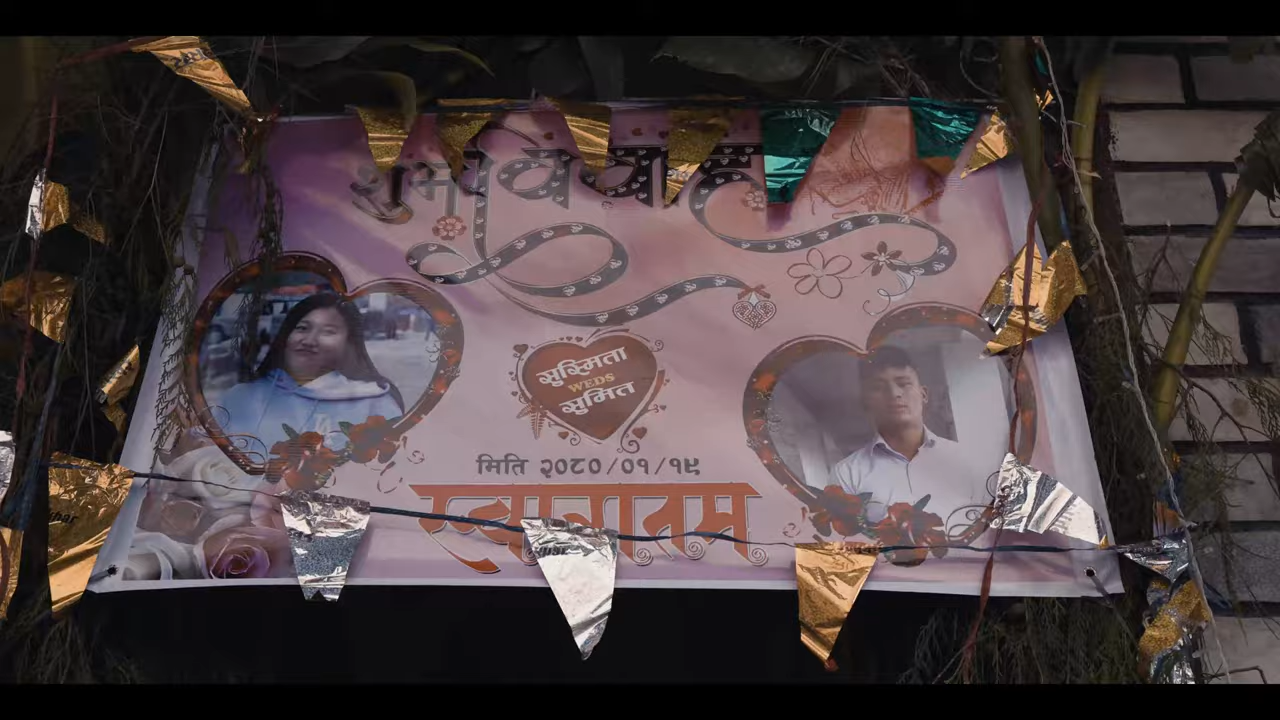 शुभ विवाह
सुस्मिता
WEDS
सुमित
मिति २०८०/०१/१९
स्वागतम्